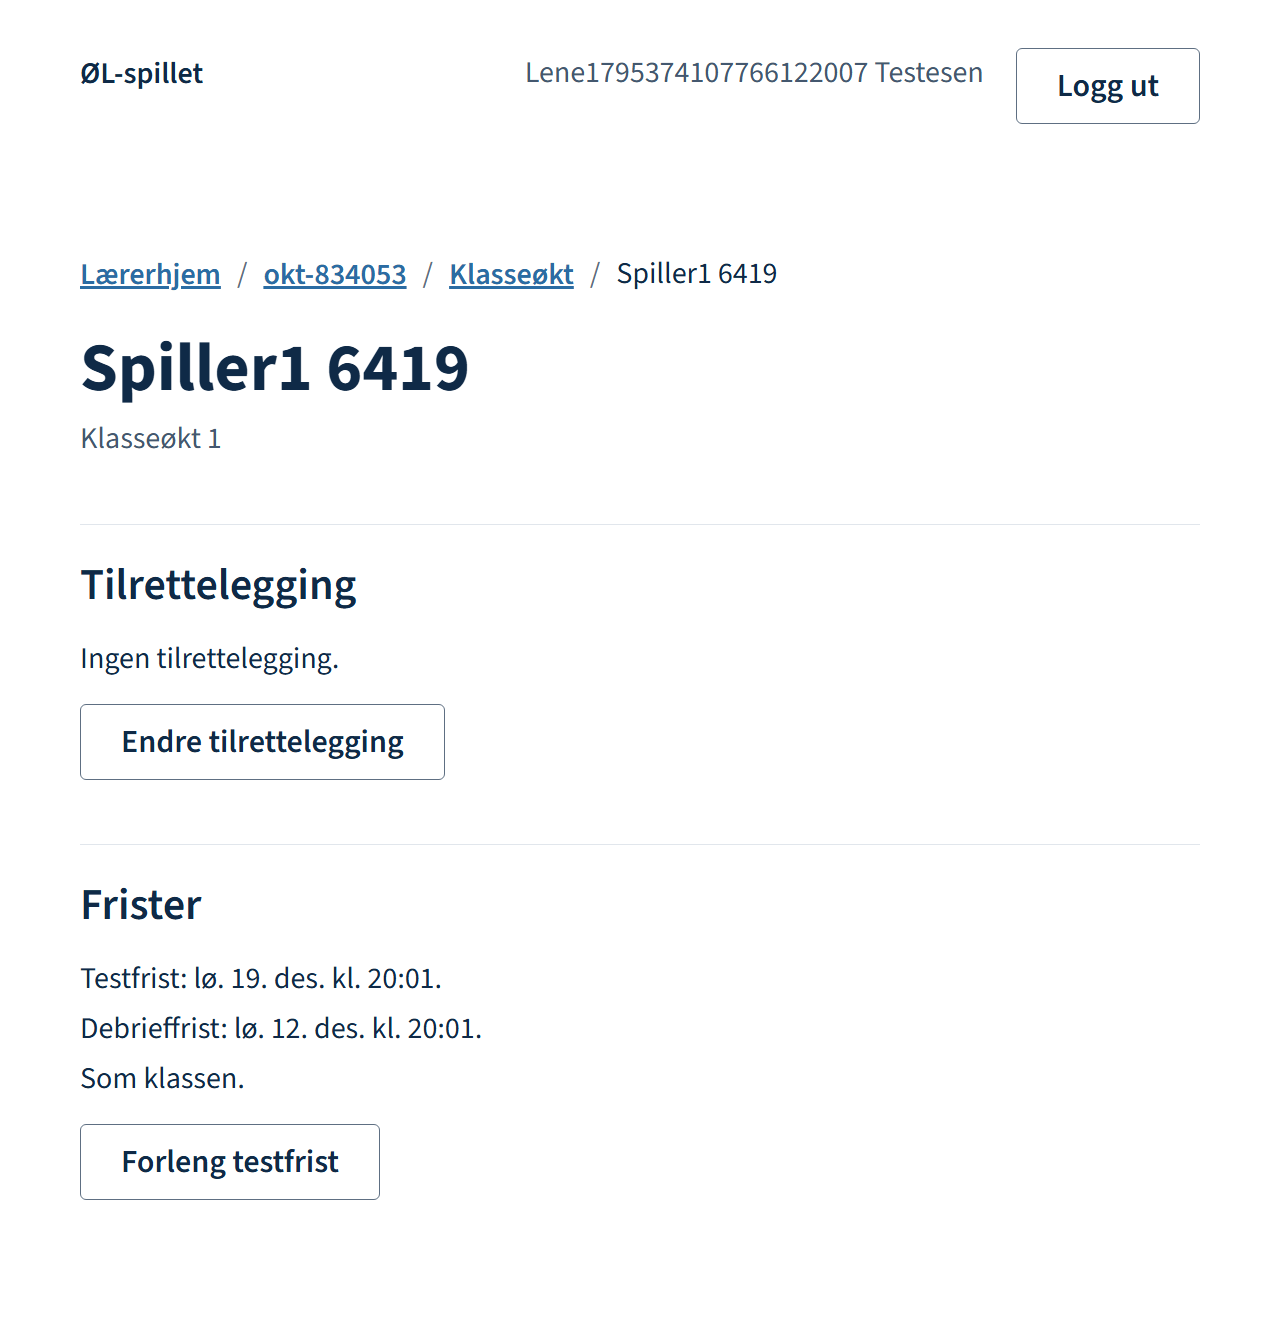 ØL-spillet
Lene1795374107766122007 Testesen
Logg ut
Lærerhjem / okt-834053 / Klasseøkt / Spiller1 6419
Spiller1 6419
Klasseøkt 1
Tilrettelegging
Ingen tilrettelegging.
Endre tilrettelegging
Frister
Testfrist: lø. 19. des. kl. 20:01.
Debrieffrist: lø. 12. des. kl. 20:01.
Som klassen.
Forleng testfrist